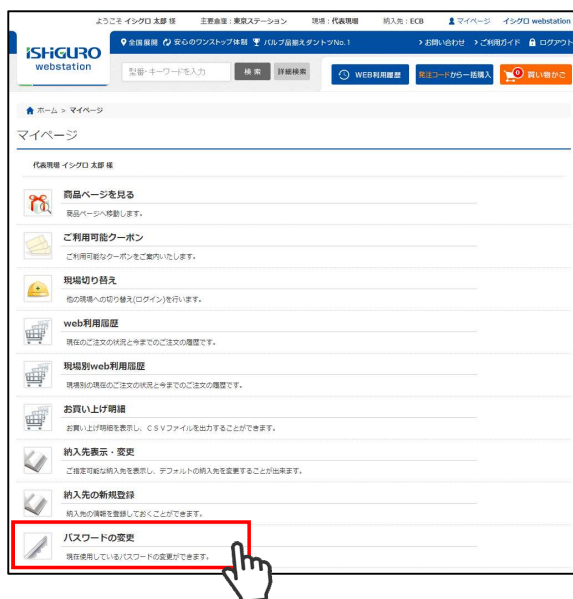 ようこそ イシグロ 太郎 様 主要倉庫：東京ステーション 現場：代表現場 納入先：ECB マイページ イシグロ webstation
ISHIGURO
webstation
全国展開 安心のワンストップ体制 バルブ品揃えダントツNo.1 > お問い合わせ > ご利用ガイド ログアウト
型番・キーワードを入力 検 索 詳細検索 WEB利用履歴 発注コードから一括購入 0 買い物かご
ホーム > マイページ
マイページ
代表現場 イシグロ 太郎 様
商品ページを見る
商品ページへ移動します。
ご利用可能クーポン
ご利用可能なクーポンをご案内いたします。
現場切り替え
他の現場への切り替え(ログイン)を行います。
web利用履歴
現在のご注文の状況と今までのご注文の履歴です。
現場別web利用履歴
現場別の現在のご注文の状況と今までのご注文の履歴です。
お買い上げ明細
お買い上げ明細を表示し、ＣＳＶファイルを出力することができます。
納入先表示・変更
ご指定可能な納入先を表示し、デフォルトの納入先を変更することが出来ます。
納入先の新規登録
納入先の情報を登録しておくことができます。
パスワードの変更
現在使用しているパスワードの変更ができます。